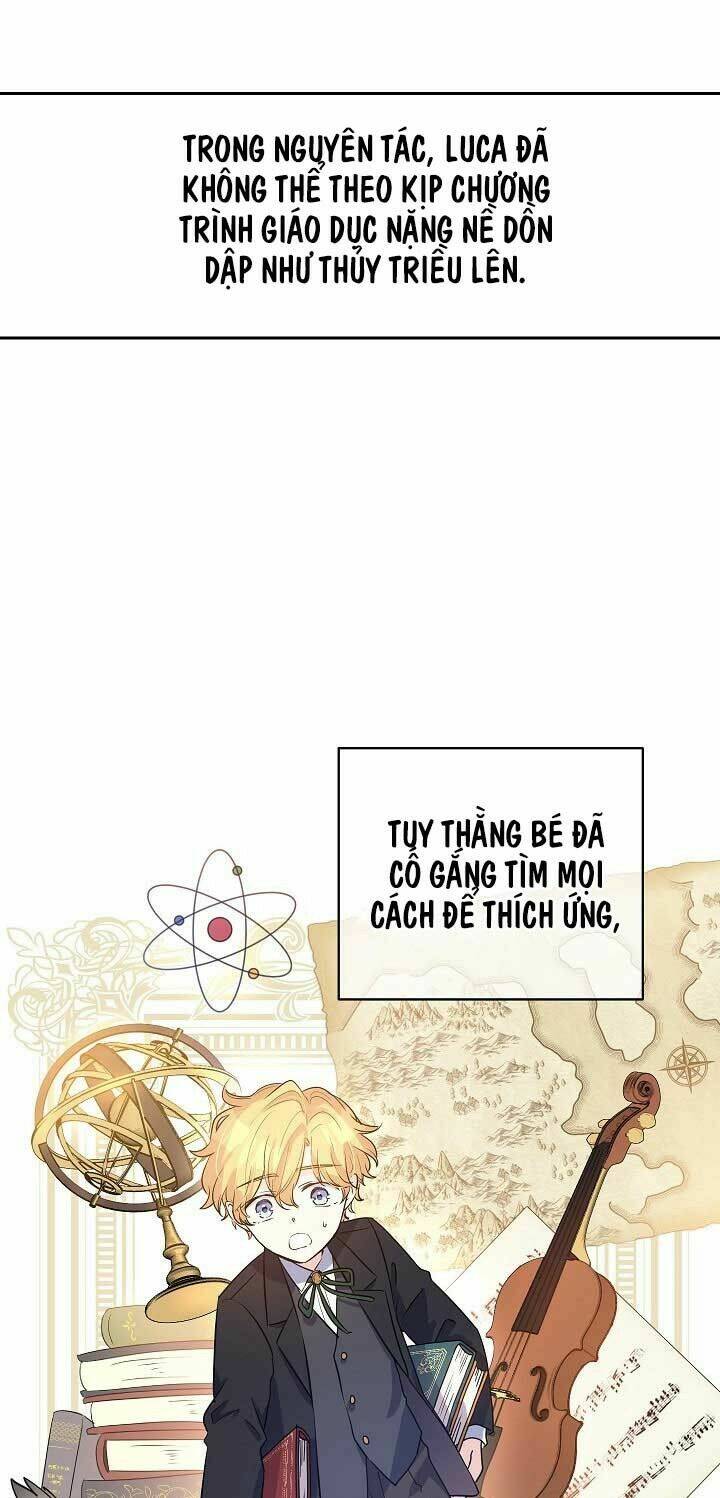 TRONG NGUYÊN TÁC, LUCA ĐÃ
KHÔNG THỂ THEO KỊP CHƯƠNG
TRÌNH GIÁO DỤC NẶNG NỀ DỒN
DẬP NHƯ THỦY TRIỀU LÊN.
TUY THẰNG BÉ ĐÃ
CỐ GẮNG TÌM MỌI
CÁCH ĐỂ THÍCH ỨNG,